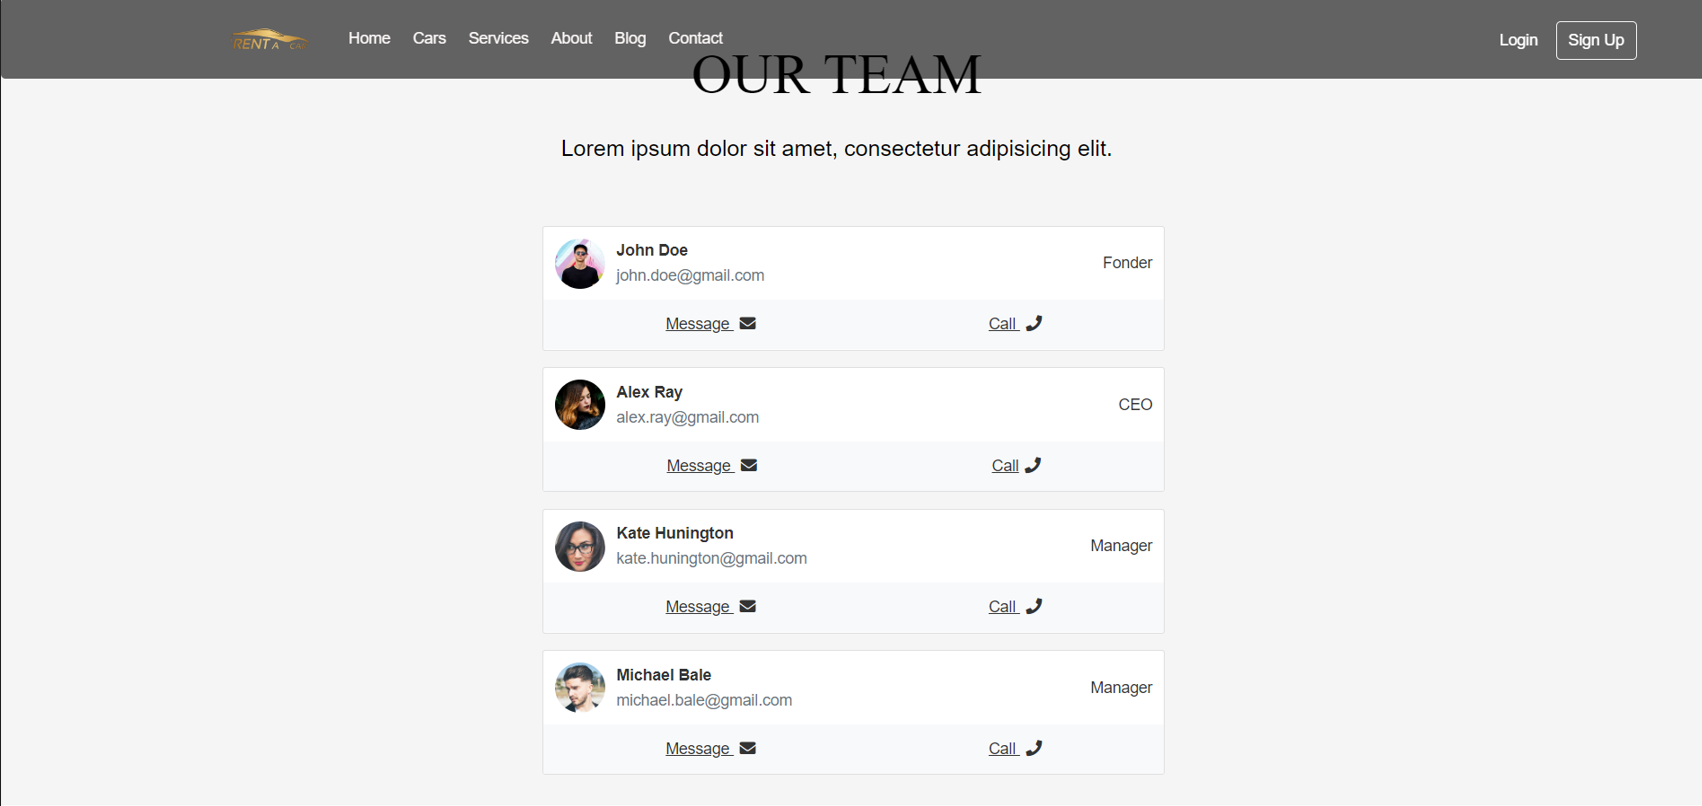 RENT A CAR
Home Cars Services About Blog Contact
Login Sign Up
OUR TEAM
Lorem ipsum dolor sit amet, consectetur adipisicing elit.
John Doe
john.doe@gmail.com
Fonder
Message Call
Alex Ray
alex.ray@gmail.com
CEO
Message Call
Kate Hunington
kate.hunington@gmail.com
Manager
Message Call
Michael Bale
michael.bale@gmail.com
Manager
Message Call